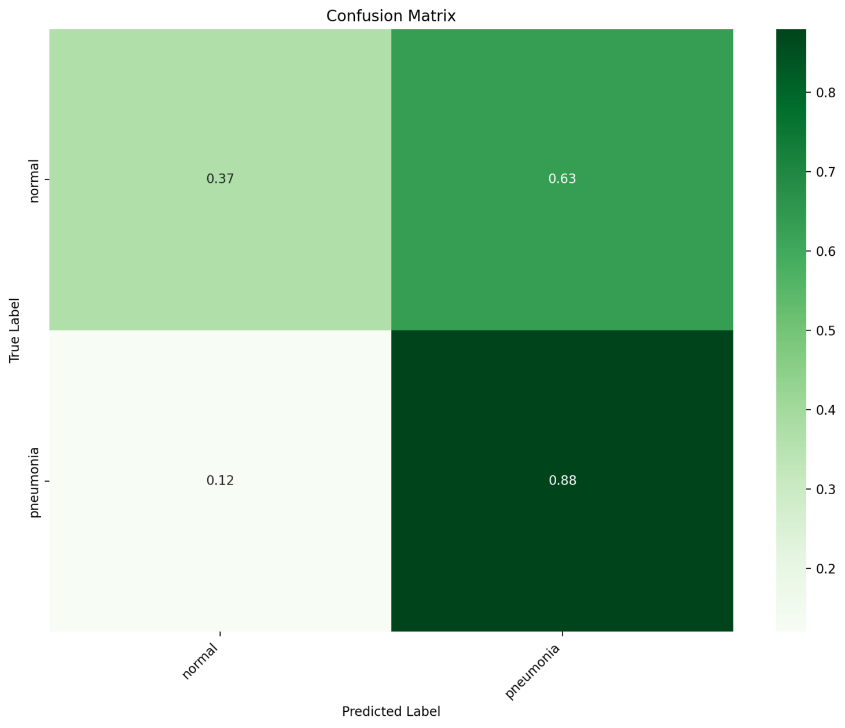 Confusion Matrix
True Label
normal
0.37
0.63
pneumonia
0.12
0.88
normal
pneumonia
Predicted Label
0.8
0.7
0.6
0.5
0.4
0.3
0.2